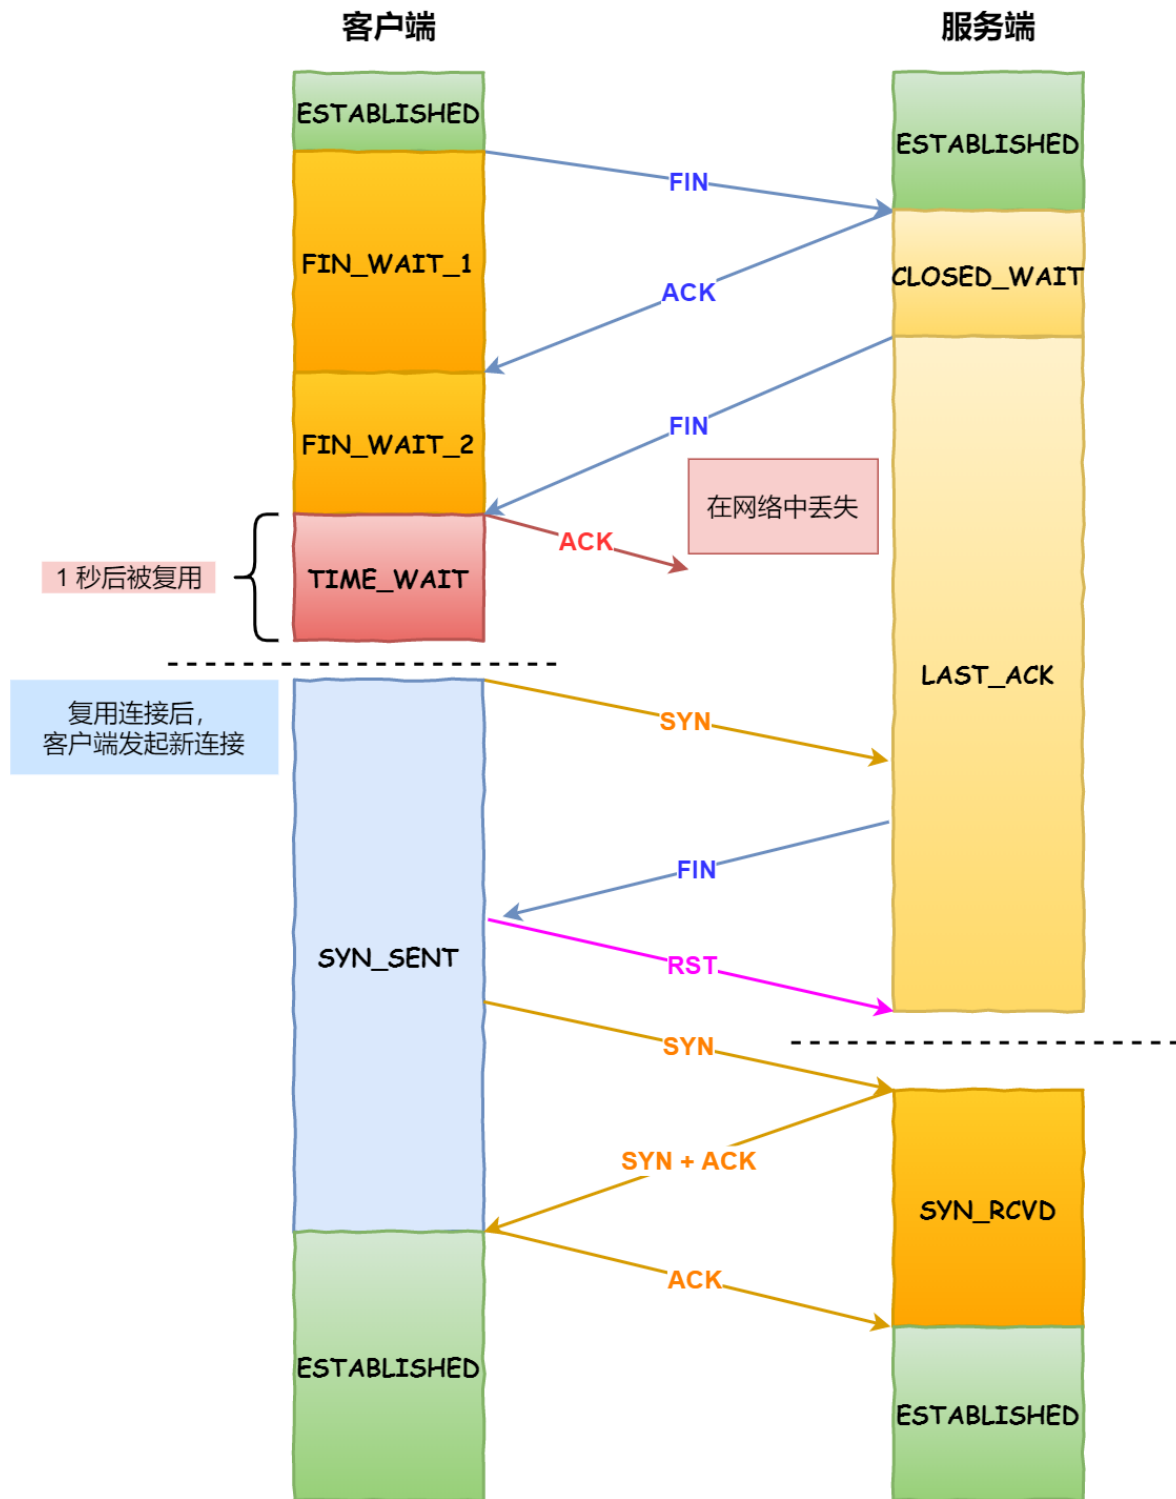 客户端
服务端
ESTABLISHED
ESTABLISHED
FIN
FIN_WAIT_1
CLOSED_WAIT
ACK
FIN
FIN_WAIT_2
在网络中丢失
ACK
1 秒后被复用
TIME_WAIT
LAST_ACK
复用连接后,
客户端发起新连接
SYN
FIN
SYN_SENT
RST
SYN
SYN + ACK
SYN_RCVD
ACK
ESTABLISHED
ESTABLISHED